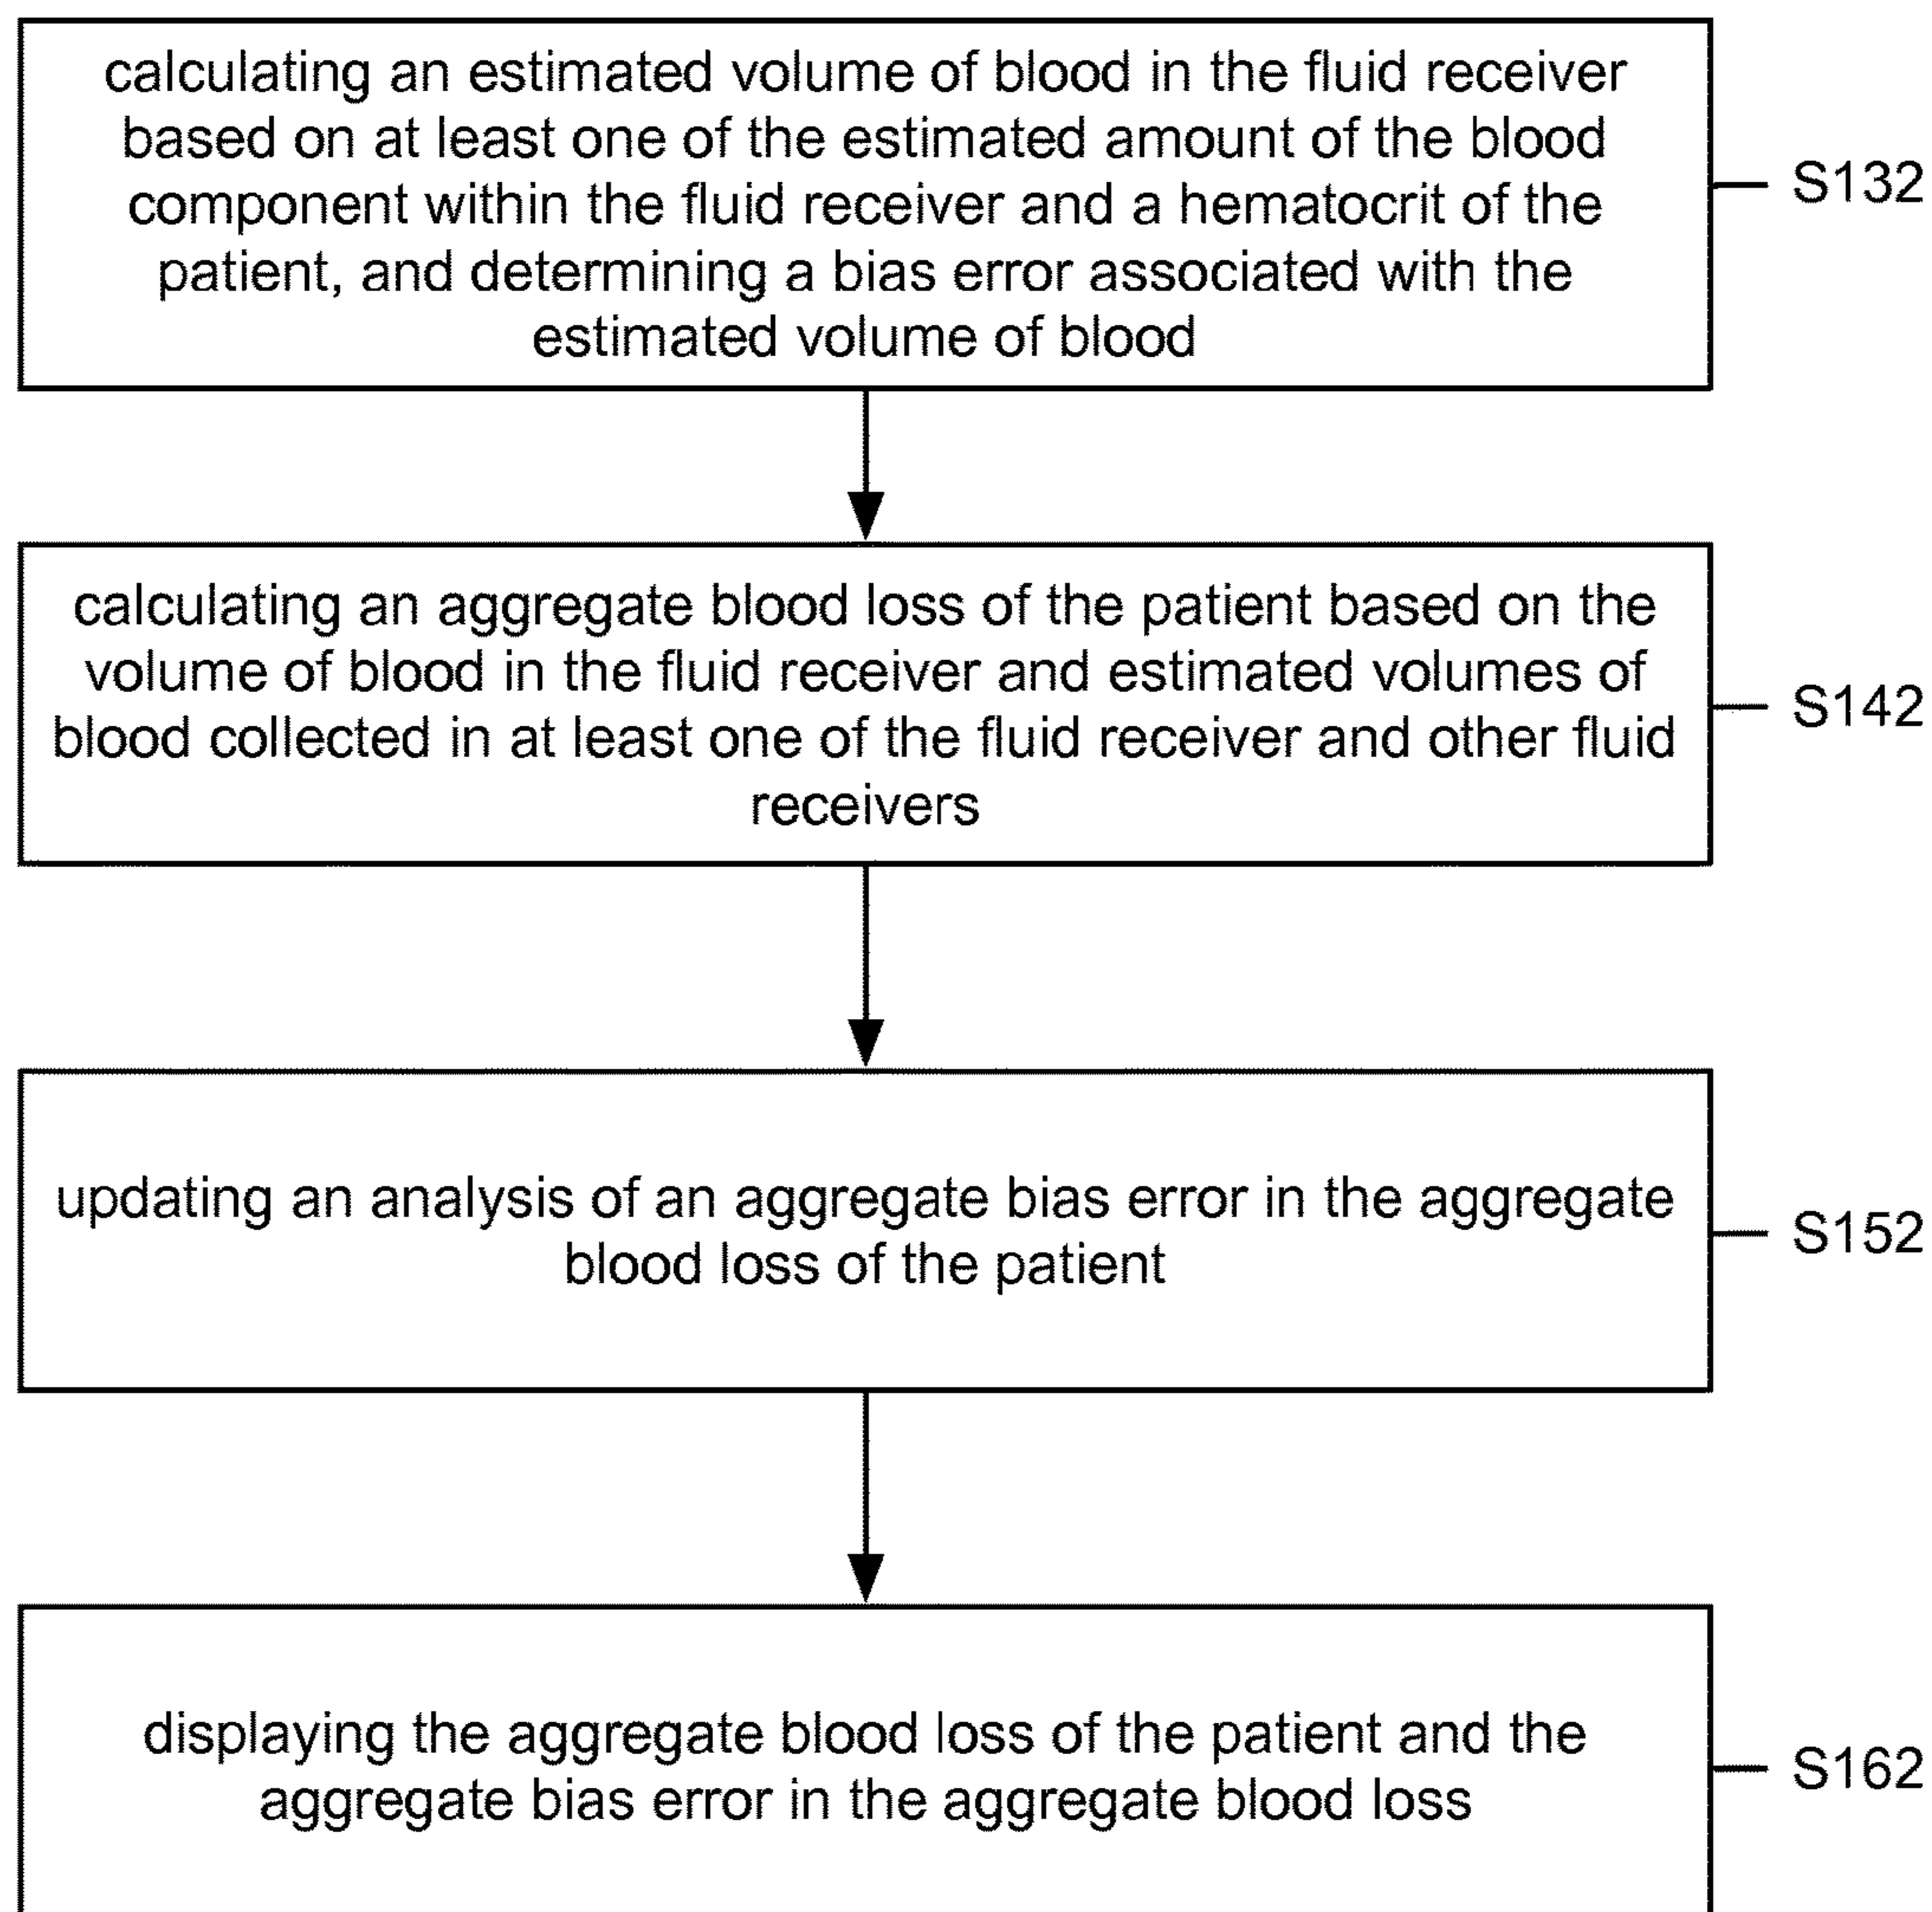 calculating an estimated volume of blood in the fluid receiver
based on at least one of the estimated amount of the blood
component within the fluid receiver and a hematocrit of the
patient, and determining a bias error associated with the
estimated volume of blood
S132
calculating an aggregate blood loss of the patient based on the
volume of blood in the fluid receiver and estimated volumes of
blood collected in at least one of the fluid receiver and other fluid
receivers
S142
updating an analysis of an aggregate bias error in the aggregate
blood loss of the patient
S152
displaying the aggregate blood loss of the patient and the
aggregate bias error in the aggregate blood loss
S162